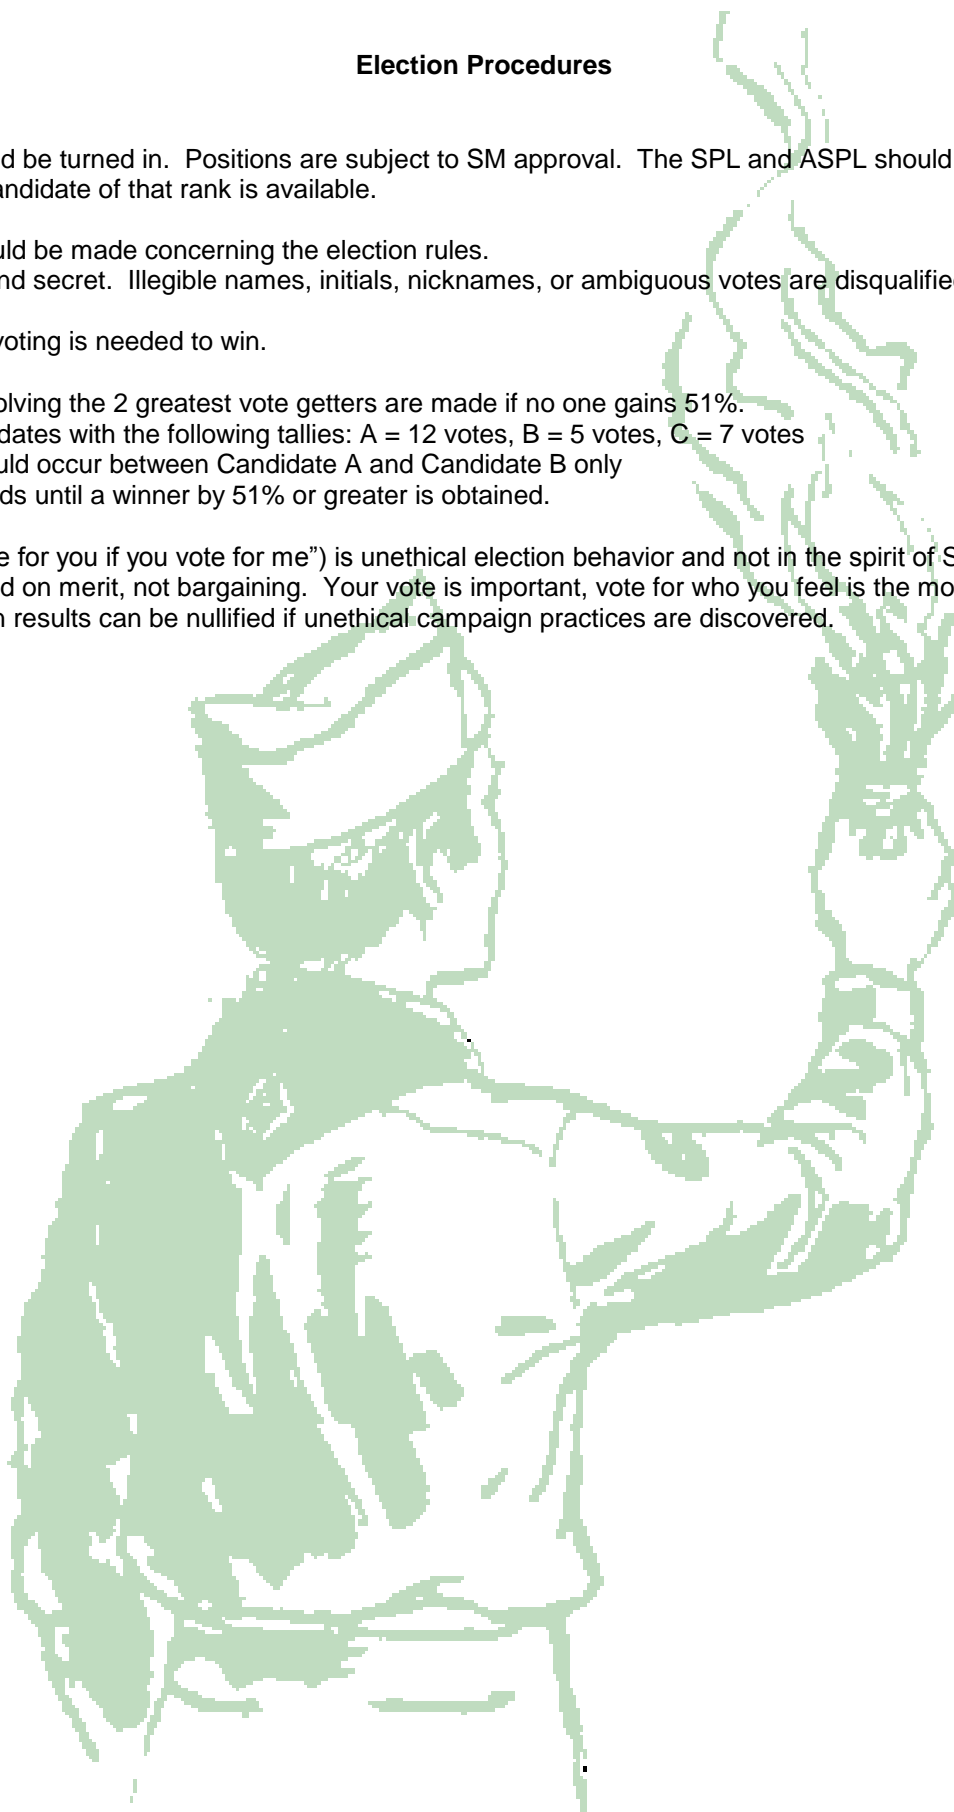 Election Procedures
d be turned in.  Positions are subject to SM approval.  The SPL and ASPL should
andidate of that rank is available.
uld be made concerning the election rules.
nd secret.  Illegible names, initials, nicknames, or ambiguous votes are disqualifie
voting is needed to win.
olving the 2 greatest vote getters are made if no one gains 51%.
dates with the following tallies: A = 12 votes, B = 5 votes, C = 7 votes
uld occur between Candidate A and Candidate B only
ds until a winner by 51% or greater is obtained.
e for you if you vote for me”) is unethical election behavior and not in the spirit of S
d on merit, not bargaining.  Your vote is important, vote for who you feel is the mo
n results can be nullified if unethical campaign practices are discovered.